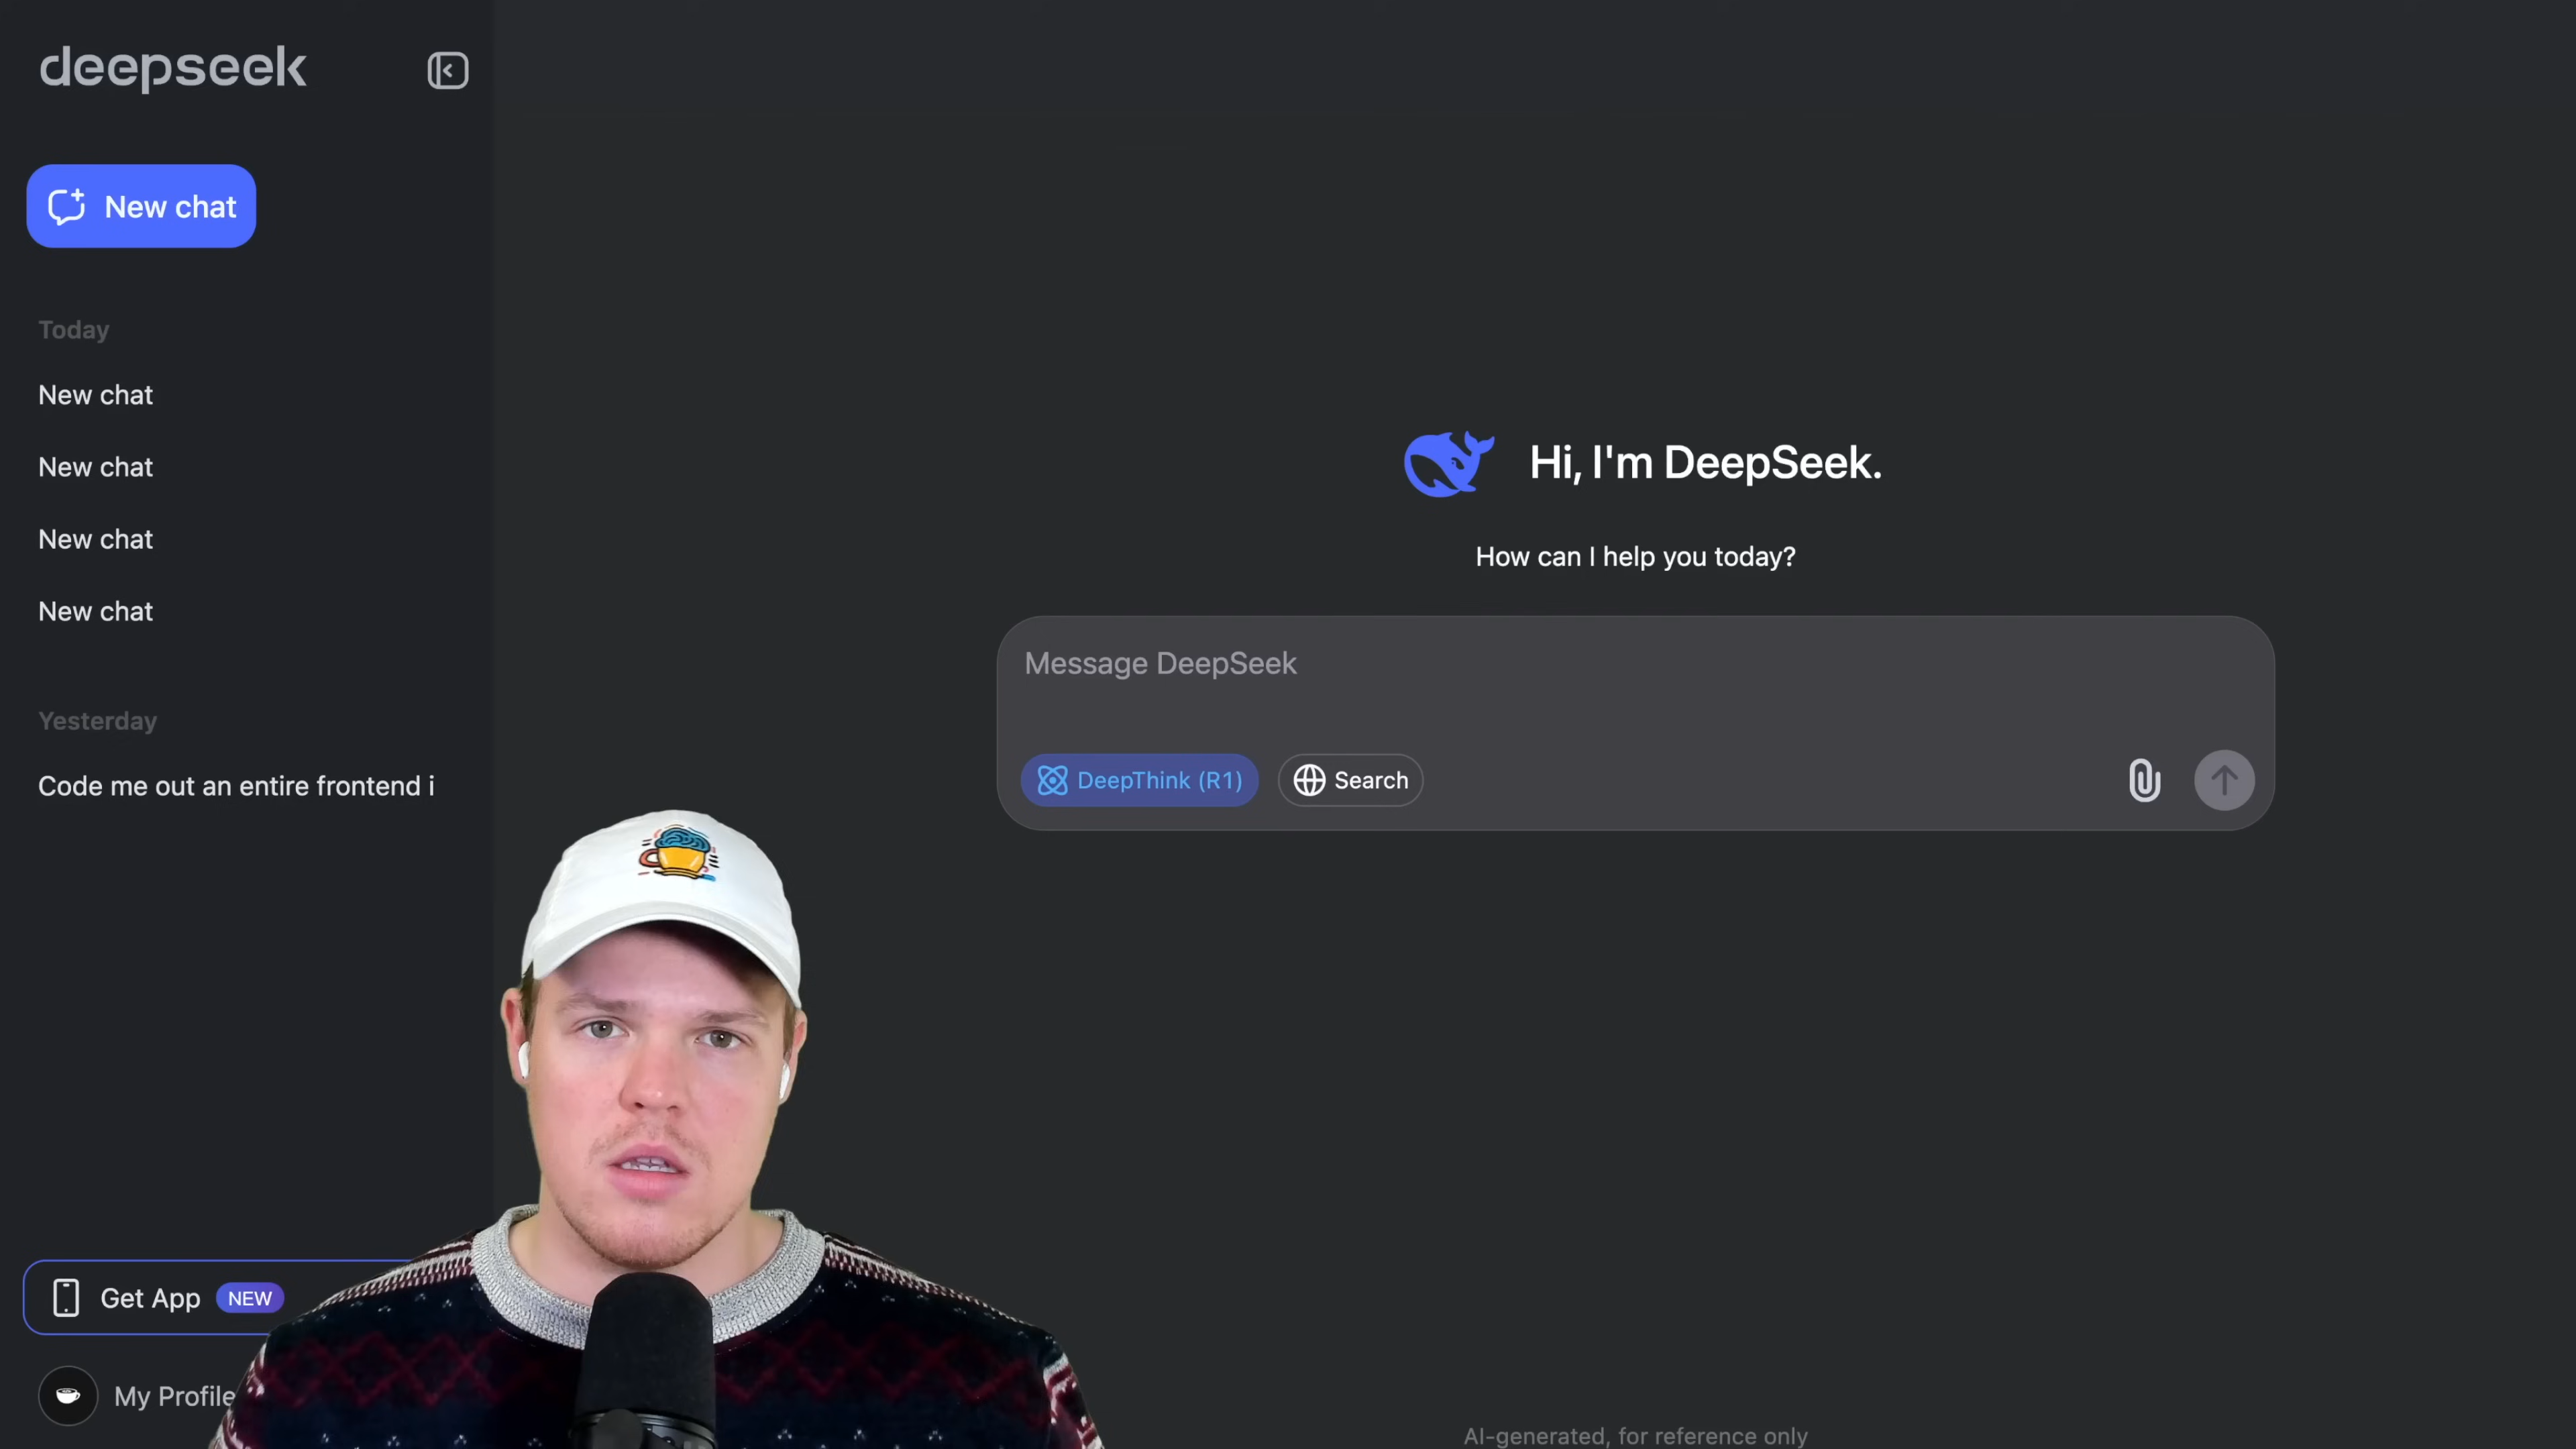 deepseek
New chat
Today
New chat
New chat
New chat
New chat
Yesterday
Code me out an entire frontend i
Get App NEW
My Profile
Hi, I'm DeepSeek.
How can I help you today?
Message DeepSeek
DeepThink (R1) Search
AI-generated, for reference only